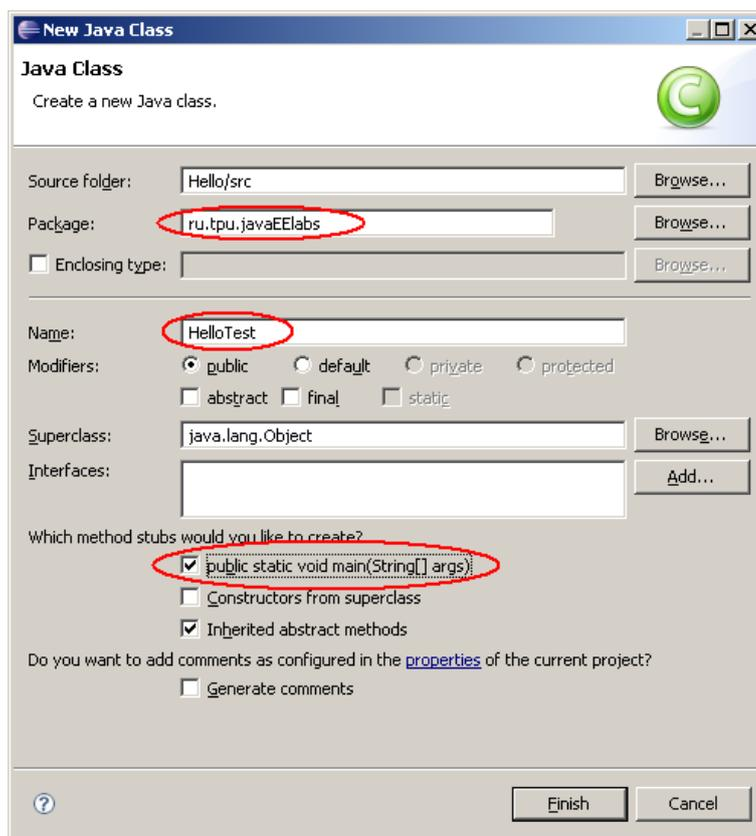 New Java Class
Java Class
Create a new Java class.
Source folder: Hello/src Browse...
Package: ru.tpu.javaEElabs Browse...
Enclosing type: Browse...
Name: HelloTest
Modifiers: public default private protected
abstract final static
Superclass: java.lang.Object Browse...
Interfaces: Add...
Which method stubs would you like to create?
public static void main(String[] args)
Constructors from superclass
Inherited abstract methods
Do you want to add comments as configured in the properties of the current project?
Generate comments
? Finish Cancel